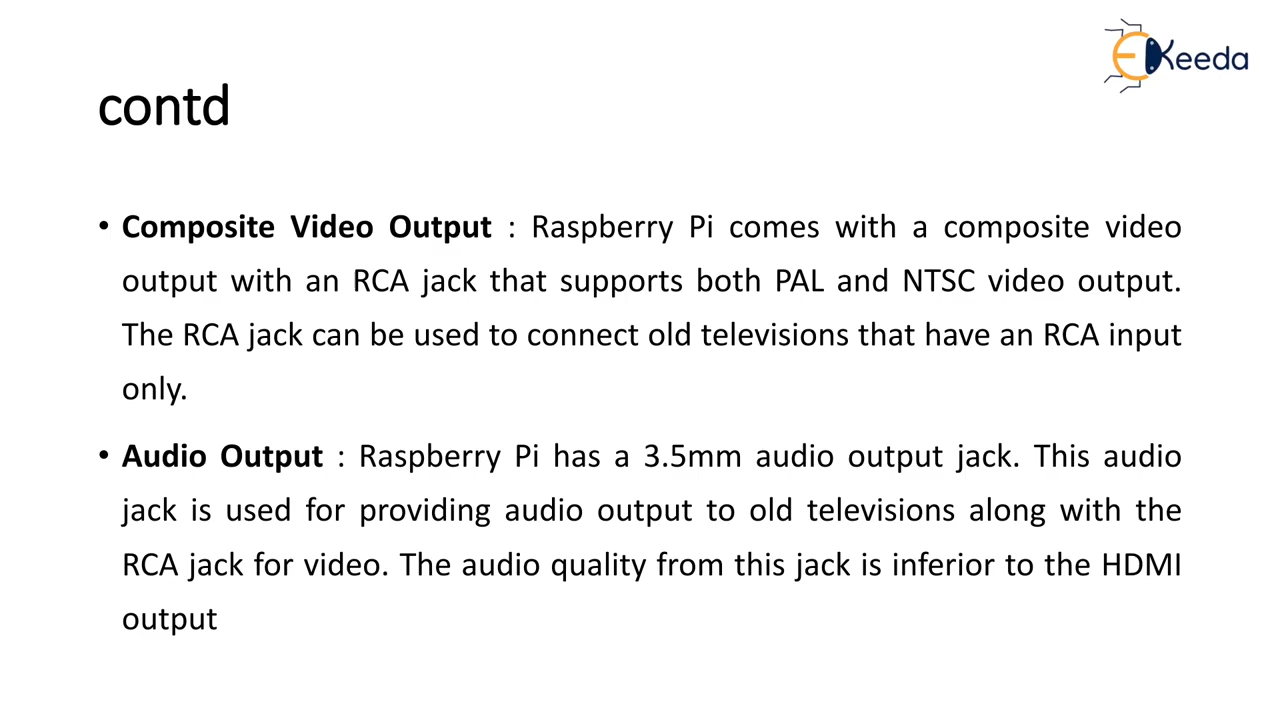 EKeeda
contd
• Composite Video Output : Raspberry Pi comes with a composite video
output with an RCA jack that supports both PAL and NTSC video output.
The RCA jack can be used to connect old televisions that have an RCA input
only.
• Audio Output : Raspberry Pi has a 3.5mm audio output jack. This audio
jack is used for providing audio output to old televisions along with the
RCA jack for video. The audio quality from this jack is inferior to the HDMI
output